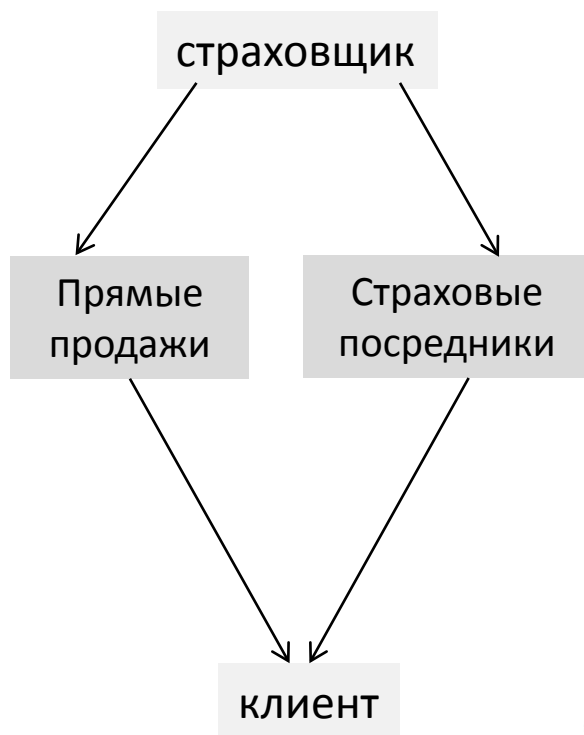 страховщик
Прямые
продажи
Страховые
посредники
клиент